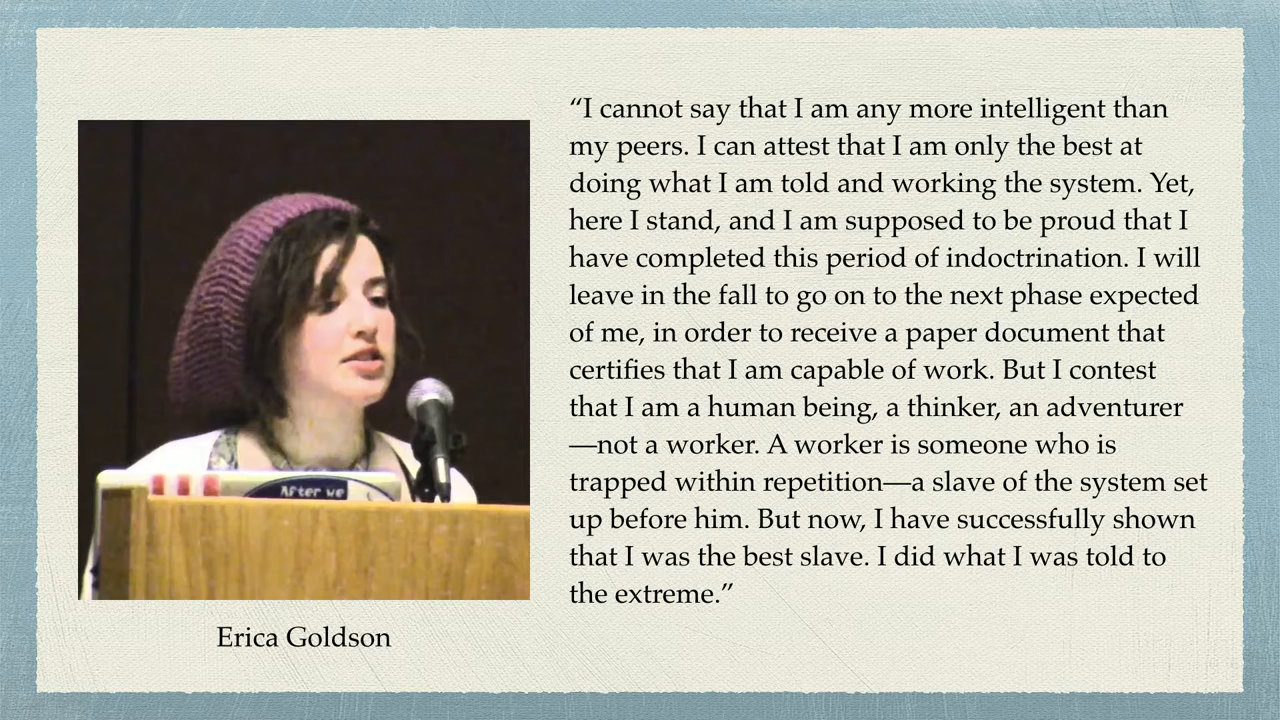 “I cannot say that I am any more intelligent than
my peers. I can attest that I am only the best at
doing what I am told and working the system. Yet,
here I stand, and I am supposed to be proud that I
have completed this period of indoctrination. I will
leave in the fall to go on to the next phase expected
of me, in order to receive a paper document that
certifies that I am capable of work. But I contest
that I am a human being, a thinker, an adventurer
—not a worker. A worker is someone who is
trapped within repetition—a slave of the system set
up before him. But now, I have successfully shown
that I was the best slave. I did what I was told to
the extreme.”
After we
Erica Goldson